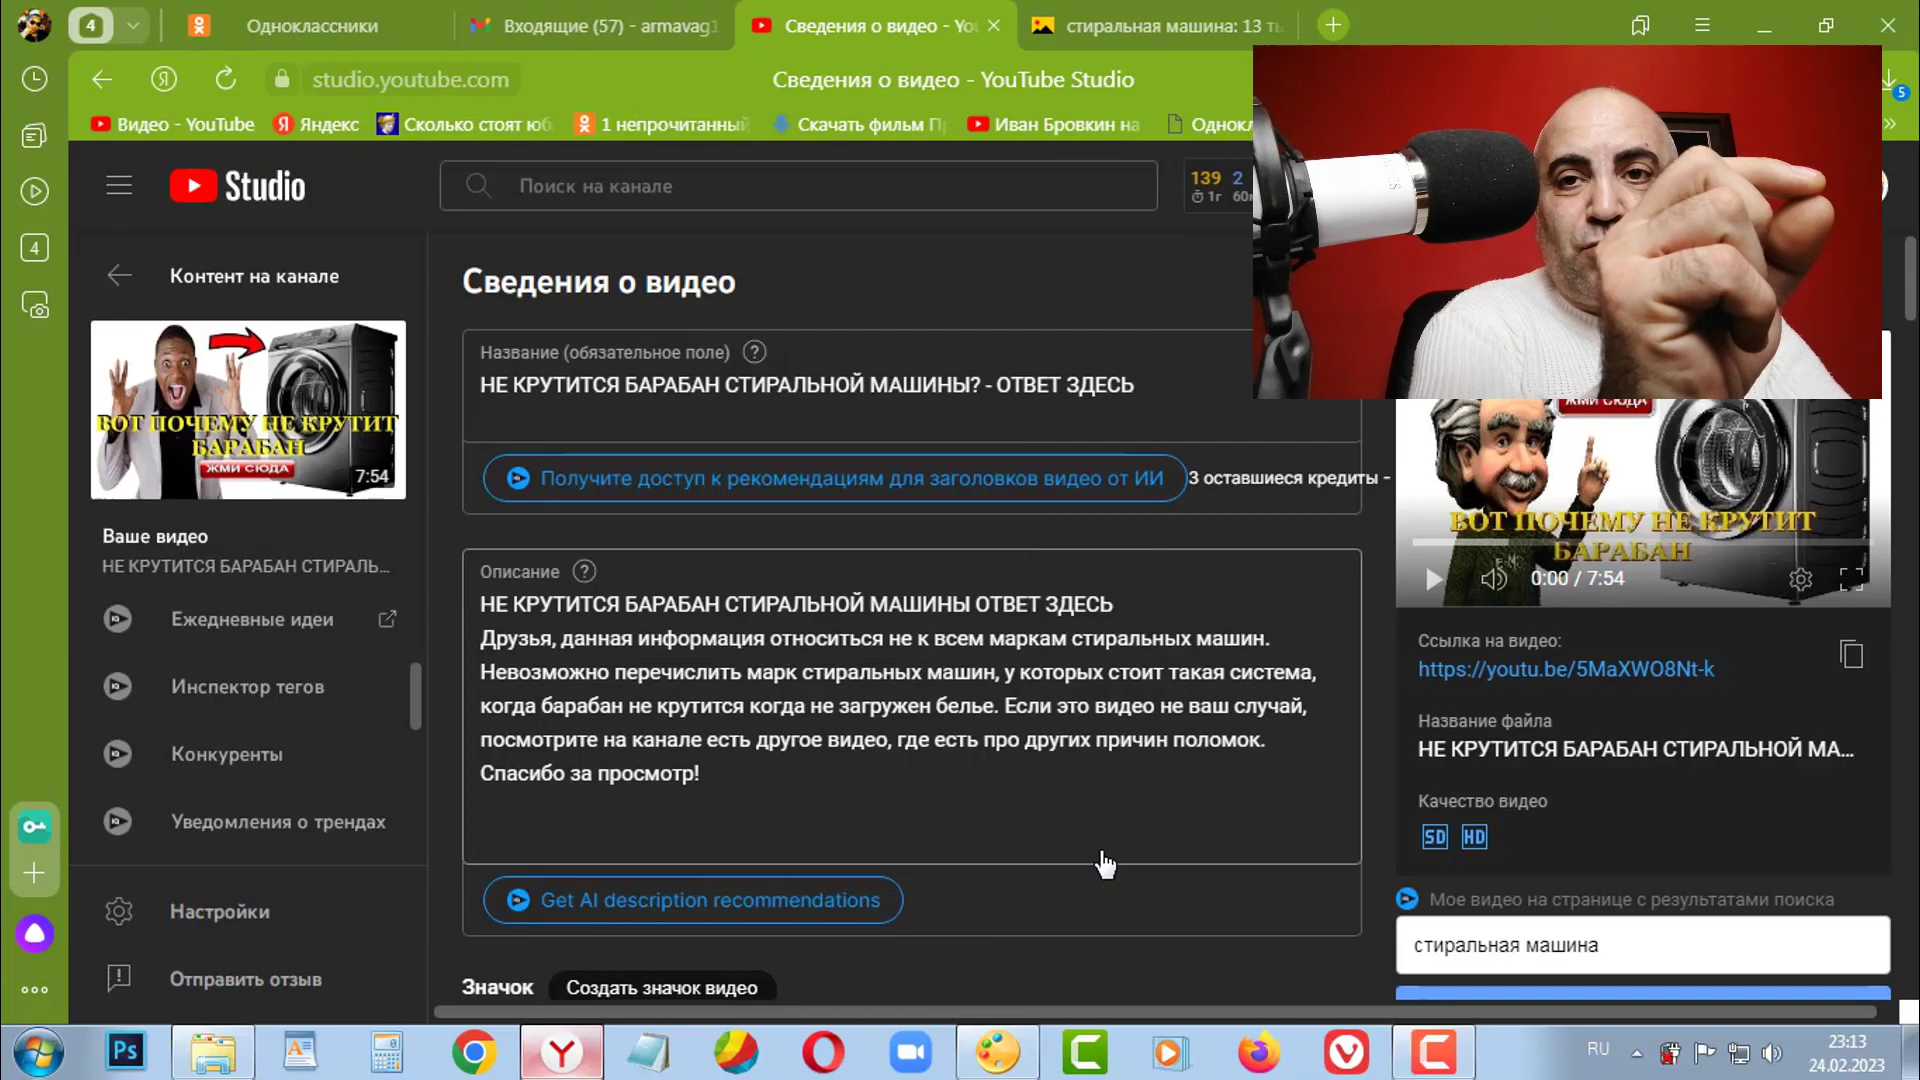 4
Одноклассники
Входящие (57) - armavag1
Сведения о видео - Yo
стиральная машина: 13 ты
studio.youtube.com
Сведения о видео - YouTube Studio
5
Видео - YouTube
Яндекс
Сколько стоят юб
1 непрочитанный
Скачать фильм П
Иван Бровкин на
Однокл
4
Studio
Поиск на канале
139 2
1г 60м
Контент на канале
ВОТ ПОЧЕМУ НЕ КРУТИТ
БАРАБАН
ЖМИ СЮДА
7:54
Ваше видео
НЕ КРУТИТСЯ БАРАБАН СТИРАЛЬ...
Ежедневные идеи
Инспектор тегов
Конкуренты
Уведомления о трендах
Настройки
Отправить отзыв
Сведения о видео
Название (обязательное поле)
НЕ КРУТИТСЯ БАРАБАН СТИРАЛЬНОЙ МАШИНЫ? - ОТВЕТ ЗДЕСЬ
Получите доступ к рекомендациям для заголовков видео от ИИ
3 оставшиеся кредиты -
Описание
НЕ КРУТИТСЯ БАРАБАН СТИРАЛЬНОЙ МАШИНЫ ОТВЕТ ЗДЕСЬ
Друзья, данная информация относиться не к всем маркам стиральных машин.
Невозможно перечислить марк стиральных машин, у которых стоит такая система,
когда барабан не крутится когда не загружен белье. Если это видео не ваш случай,
посмотрите на канале есть другое видео, где есть про других причин поломок.
Спасибо за просмотр!
Get AI description recommendations
Значок
Создать значок видео
ЖМИ СЮДА
ВОТ ПОЧЕМУ НЕ КРУТИТ
БАРАБАН
0:00 / 7:54
Ссылка на видео:
https://youtu.be/5MaXWO8Nt-k
Название файла
НЕ КРУТИТСЯ БАРАБАН СТИРАЛЬНОЙ МА...
Качество видео
SD HD
Мое видео на странице с результатами поиска
стиральная машина
Ps
RU
23:13
24.02.2023